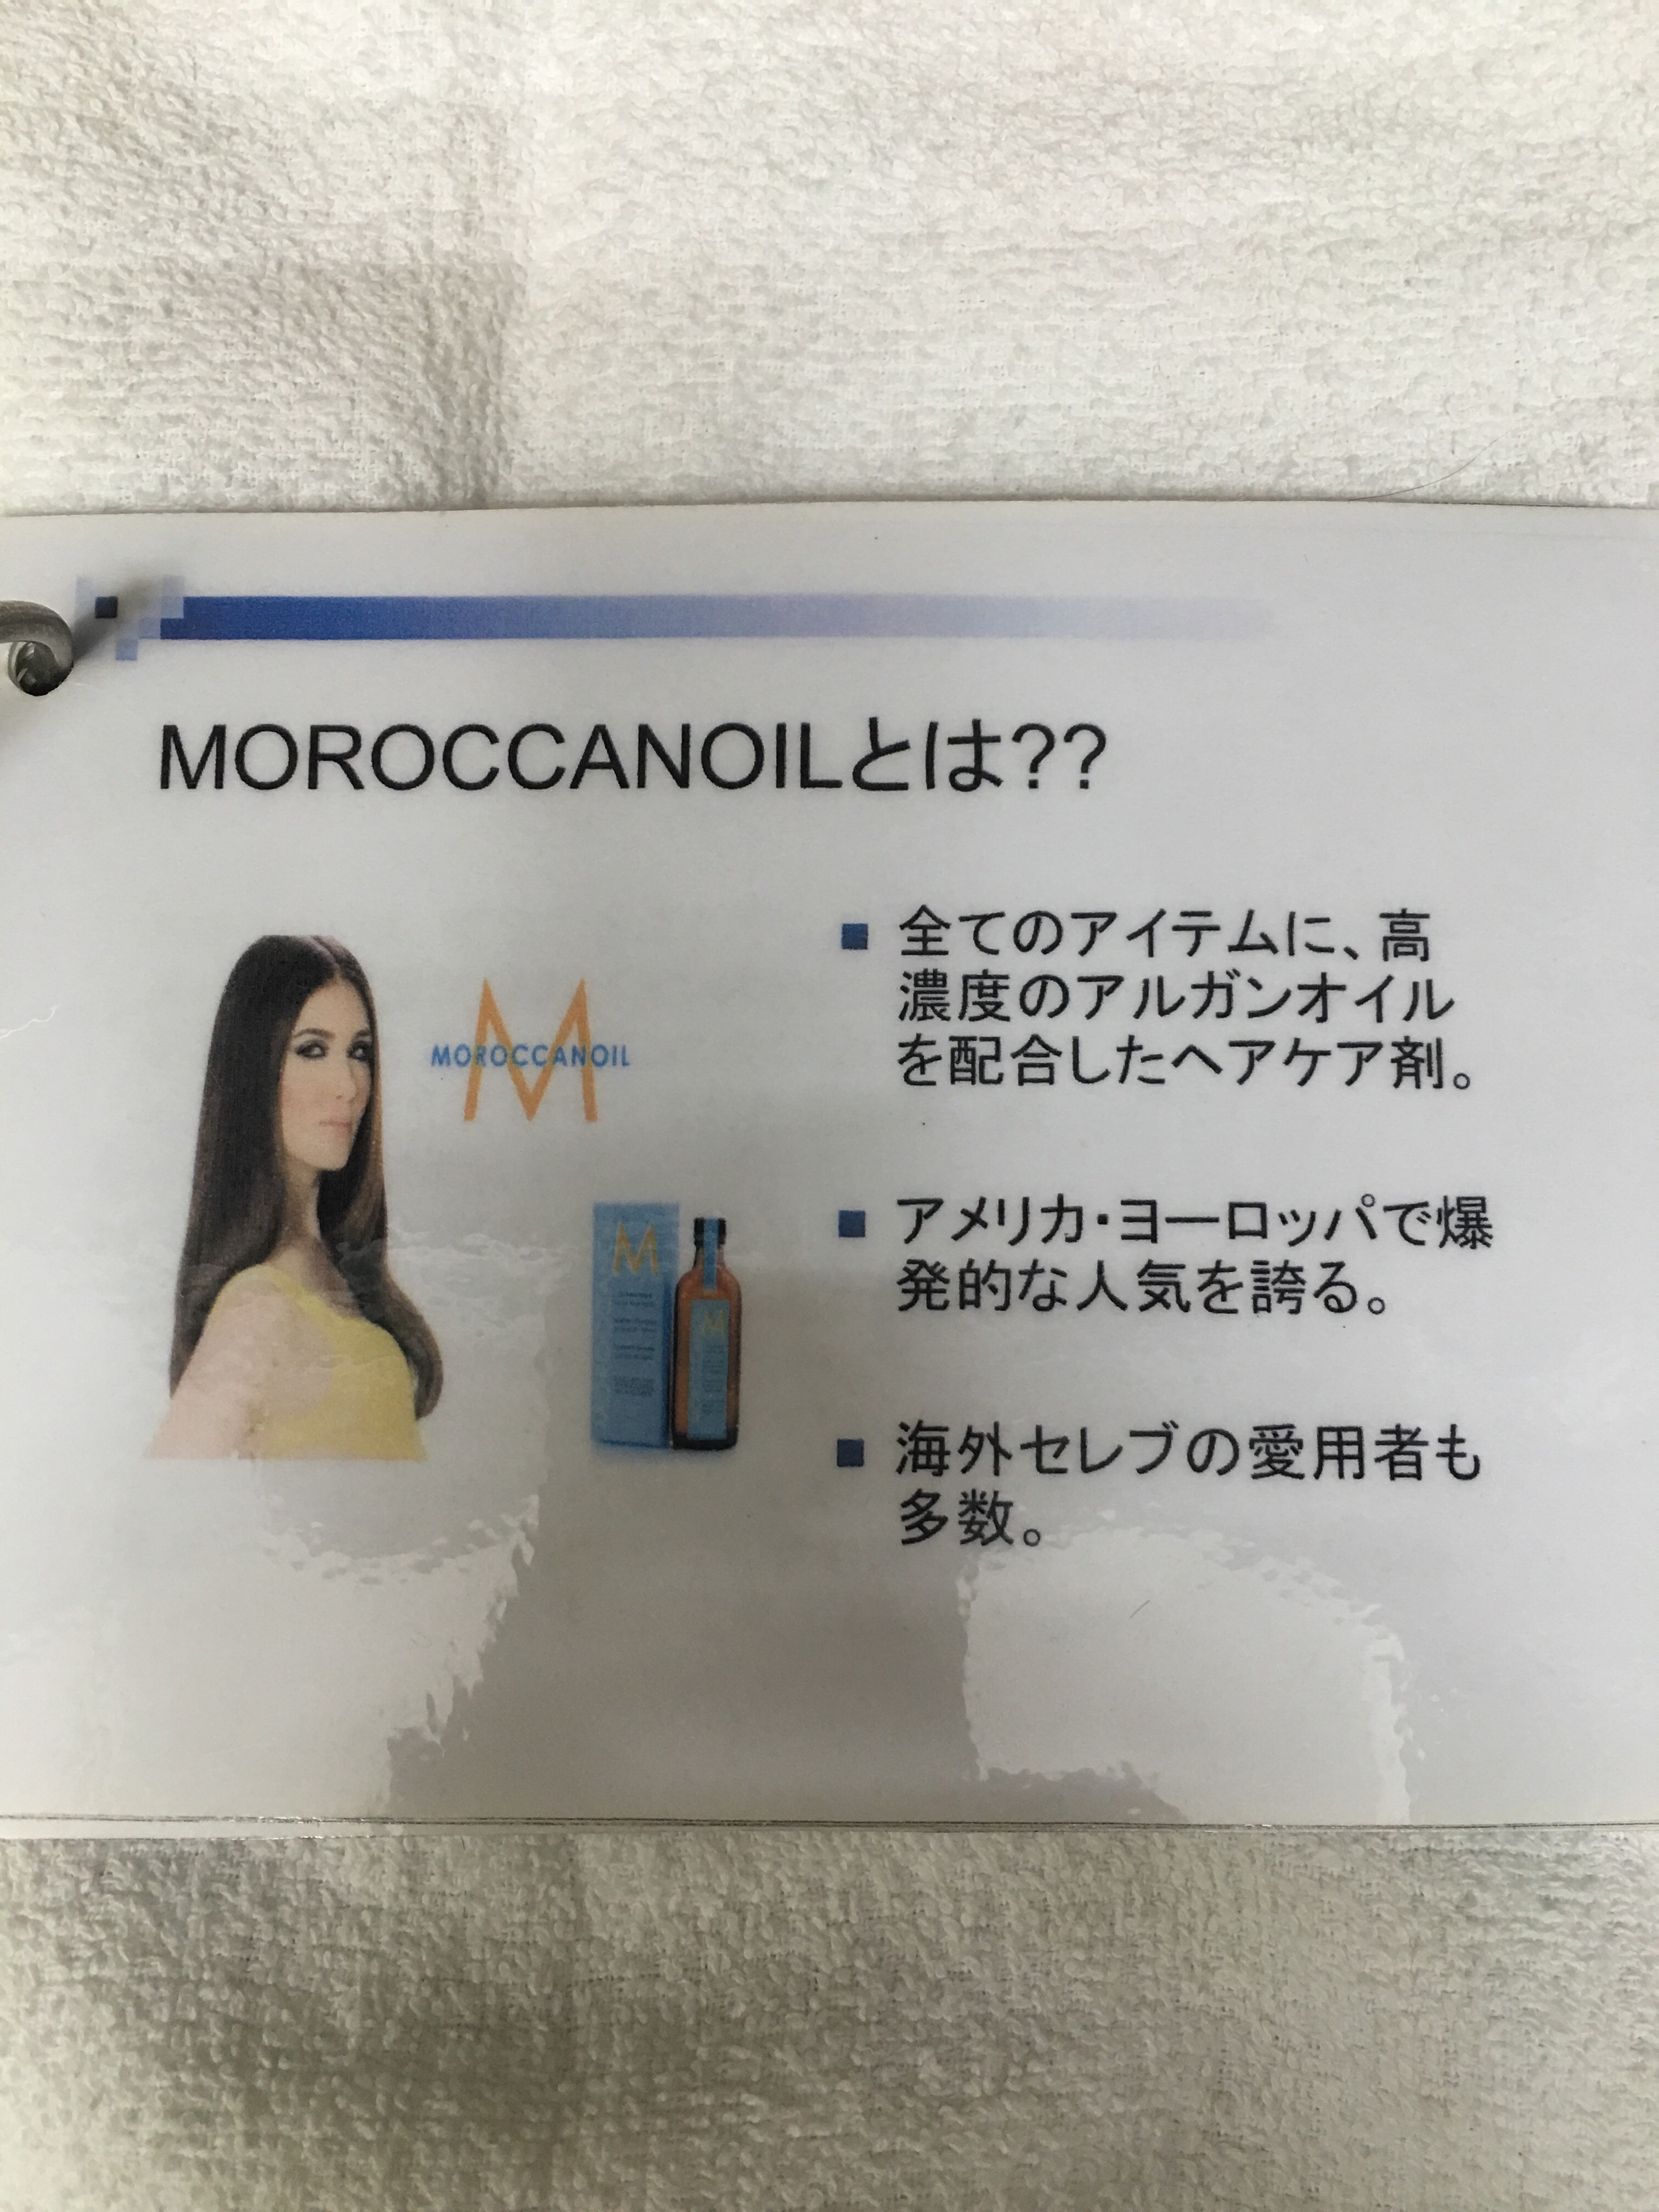 MOROCCANOILとは??
M
MOROCCANOIL
M
M
■ 全てのアイテムに、高
濃度のアルガンオイル
を配合したヘアケア剤。
■ アメリカ・ヨーロッパで爆
発的な人気を誇る。
■ 海外セレブの愛用者も
多数。